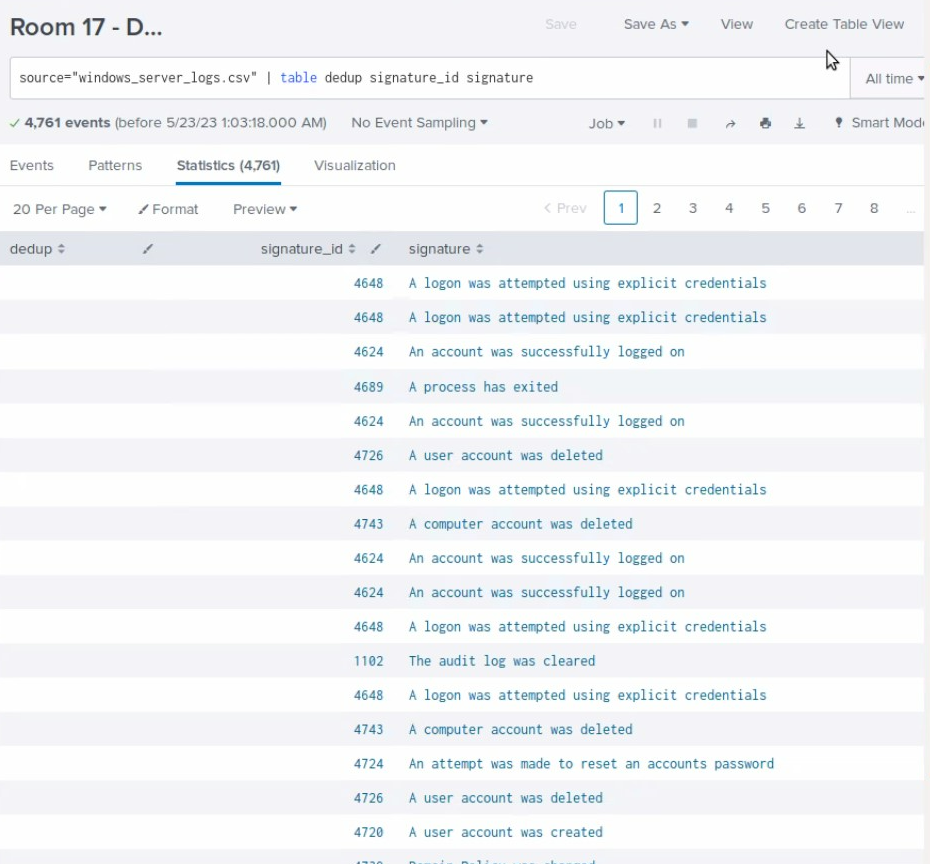 Room 17 - D...
Save Save As View Create Table View
source="windows_server_logs.csv" | table dedup signature_id signature
All time
4,761 events (before 5/23/23 1:03:18.000 AM) No Event Sampling Job Smart Mode
Events Patterns Statistics (4,761) Visualization
20 Per Page Format Preview < Prev 1 2 3 4 5 6 7 8 ...
dedup signature_id signature
4648 A logon was attempted using explicit credentials
4648 A logon was attempted using explicit credentials
4624 An account was successfully logged on
4689 A process has exited
4624 An account was successfully logged on
4726 A user account was deleted
4648 A logon was attempted using explicit credentials
4743 A computer account was deleted
4624 An account was successfully logged on
4624 An account was successfully logged on
4648 A logon was attempted using explicit credentials
1102 The audit log was cleared
4648 A logon was attempted using explicit credentials
4743 A computer account was deleted
4724 An attempt was made to reset an accounts password
4726 A user account was deleted
4720 A user account was created
Domain Policy was changed